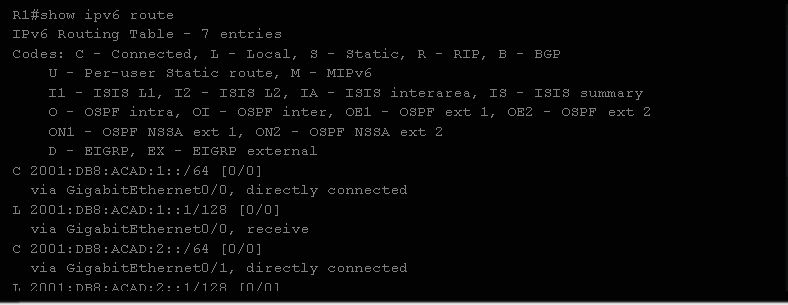 R1#show ipv6 route
IPv6 Routing Table - 7 entries
Codes: C - Connected, L - Local, S - Static, R - RIP, B - BGP
U - Per-user Static route, M - MIPv6
I1 - ISIS L1, I2 - ISIS L2, IA - ISIS interarea, IS - ISIS summary
O - OSPF intra, OI - OSPF inter, OE1 - OSPF ext 1, OE2 - OSPF ext 2
ON1 - OSPF NSSA ext 1, ON2 - OSPF NSSA ext 2
D - EIGRP, EX - EIGRP external
C 2001:DB8:ACAD:1::/64 [0/0]
via GigabitEthernet0/0, directly connected
L 2001:DB8:ACAD:1::1/128 [0/0]
via GigabitEthernet0/0, receive
C 2001:DB8:ACAD:2::/64 [0/0]
via GigabitEthernet0/1, directly connected
L 2001:DB8:ACAD:2::1/128 [0/0]